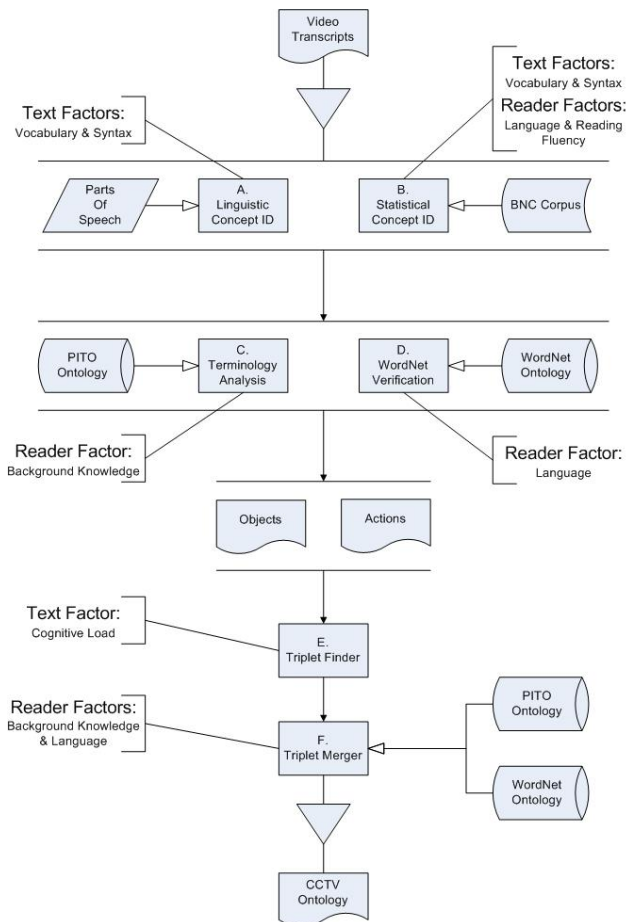 Video
Transcripts
Text Factors:
Vocabulary & Syntax
Text Factors:
Vocabulary & Syntax
Reader Factors:
Language & Reading
Fluency
Parts
Of
Speech
A.
Linguistic
Concept ID
B.
Statistical
Concept ID
BNC Corpus
PITO
Ontology
C.
Terminology
Analysis
D.
WordNet
Verification
WordNet
Ontology
Reader Factor:
Background Knowledge
Reader Factor:
Language
Objects
Actions
Text Factor:
Cognitive Load
E.
Triplet Finder
Reader Factors:
Background Knowledge
& Language
F.
Triplet Merger
PITO
Ontology
WordNet
Ontology
CCTV
Ontology